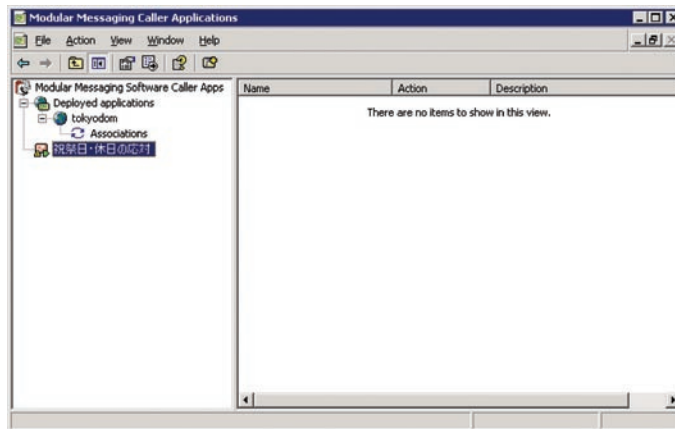 Modular Messaging Caller Applications
File Action View Window Help
Modular Messaging Software Caller Apps
Name Action Description
Deployed applications
There are no items to show in this view.
tokyodom
Associations
祝祭日・休日の応対